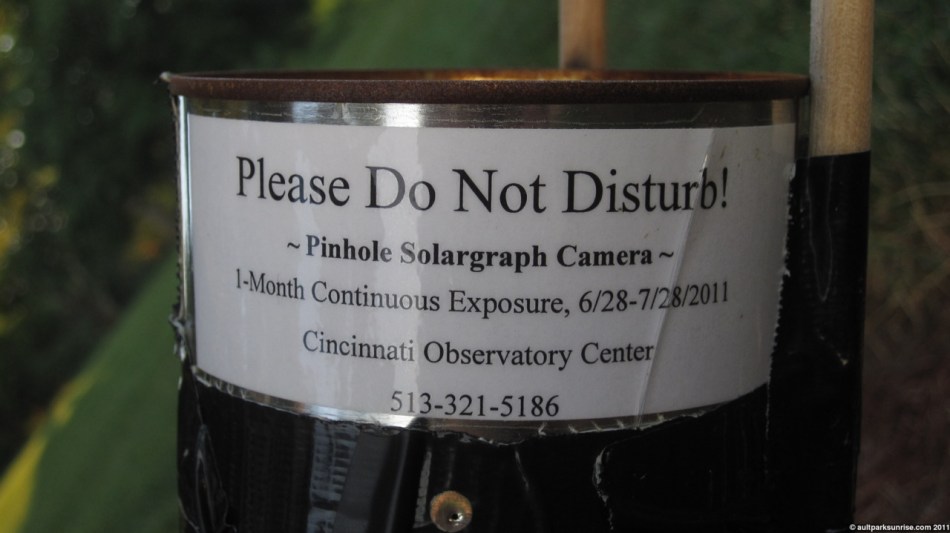 Please Do Not Disturb!
~ Pinhole Solargraph Camera ~
1-Month Continuous Exposure, 6/28-7/28/2011
Cincinnati Observatory Center
513-321-5186
© aultparksunrise.com 2011